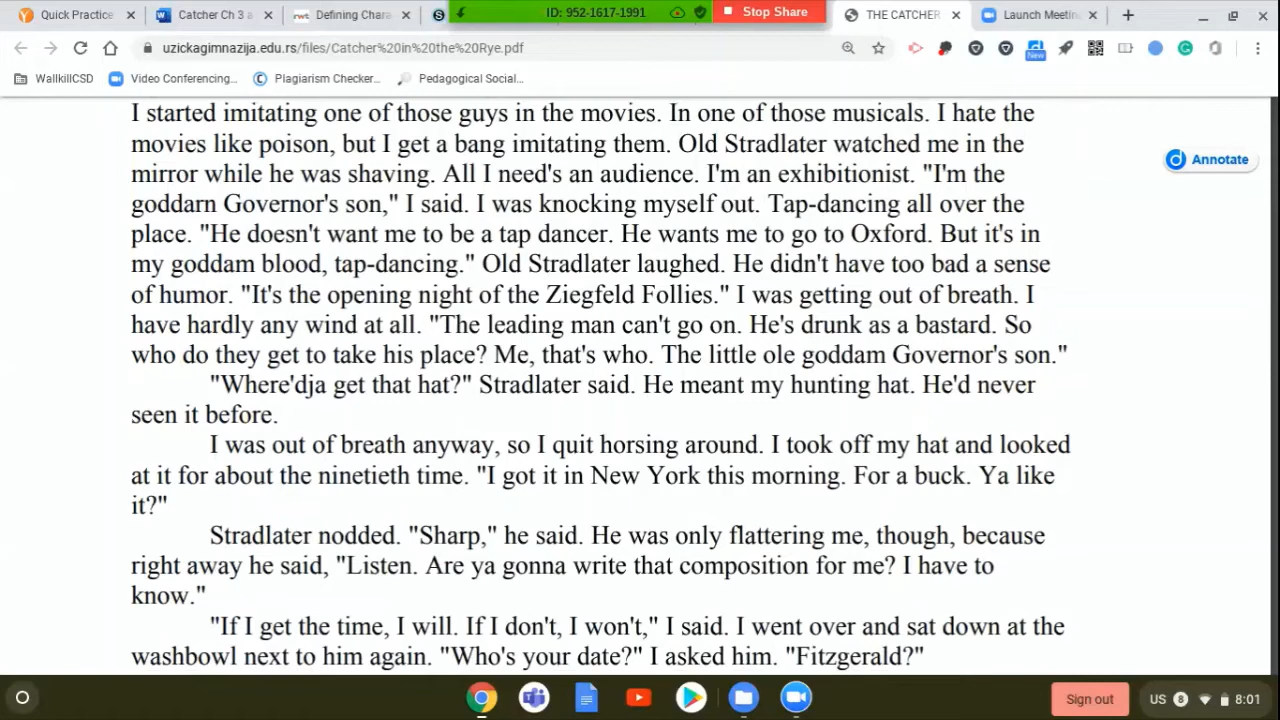 Quick Practice
Catcher Ch 3 a
Defining Chara
ID: 952-1617-1991
Stop Share
THE CATCHER
Launch Meetin
uzickagimnazija.edu.rs/files/Catcher%20in%20the%20Rye.pdf
New
WallkillCSD
Video Conferencing...
Plagiarism Checker...
Pedagogical Social...
I started imitating one of those guys in the movies. In one of those musicals. I hate the
movies like poison, but I get a bang imitating them. Old Stradlater watched me in the
mirror while he was shaving. All I need's an audience. I'm an exhibitionist. "I'm the
goddarn Governor's son," I said. I was knocking myself out. Tap-dancing all over the
place. "He doesn't want me to be a tap dancer. He wants me to go to Oxford. But it's in
my goddam blood, tap-dancing." Old Stradlater laughed. He didn't have too bad a sense
of humor. "It's the opening night of the Ziegfeld Follies." I was getting out of breath. I
have hardly any wind at all. "The leading man can't go on. He's drunk as a bastard. So
who do they get to take his place? Me, that's who. The little ole goddam Governor's son."
"Where'dja get that hat?" Stradlater said. He meant my hunting hat. He'd never
seen it before.
I was out of breath anyway, so I quit horsing around. I took off my hat and looked
at it for about the ninetieth time. "I got it in New York this morning. For a buck. Ya like
it?"
Stradlater nodded. "Sharp," he said. He was only flattering me, though, because
right away he said, "Listen. Are ya gonna write that composition for me? I have to
know."
"If I get the time, I will. If I don't, I won't," I said. I went over and sat down at the
washbowl next to him again. "Who's your date?" I asked him. "Fitzgerald?"
Annotate
Sign out
US
8
8:01